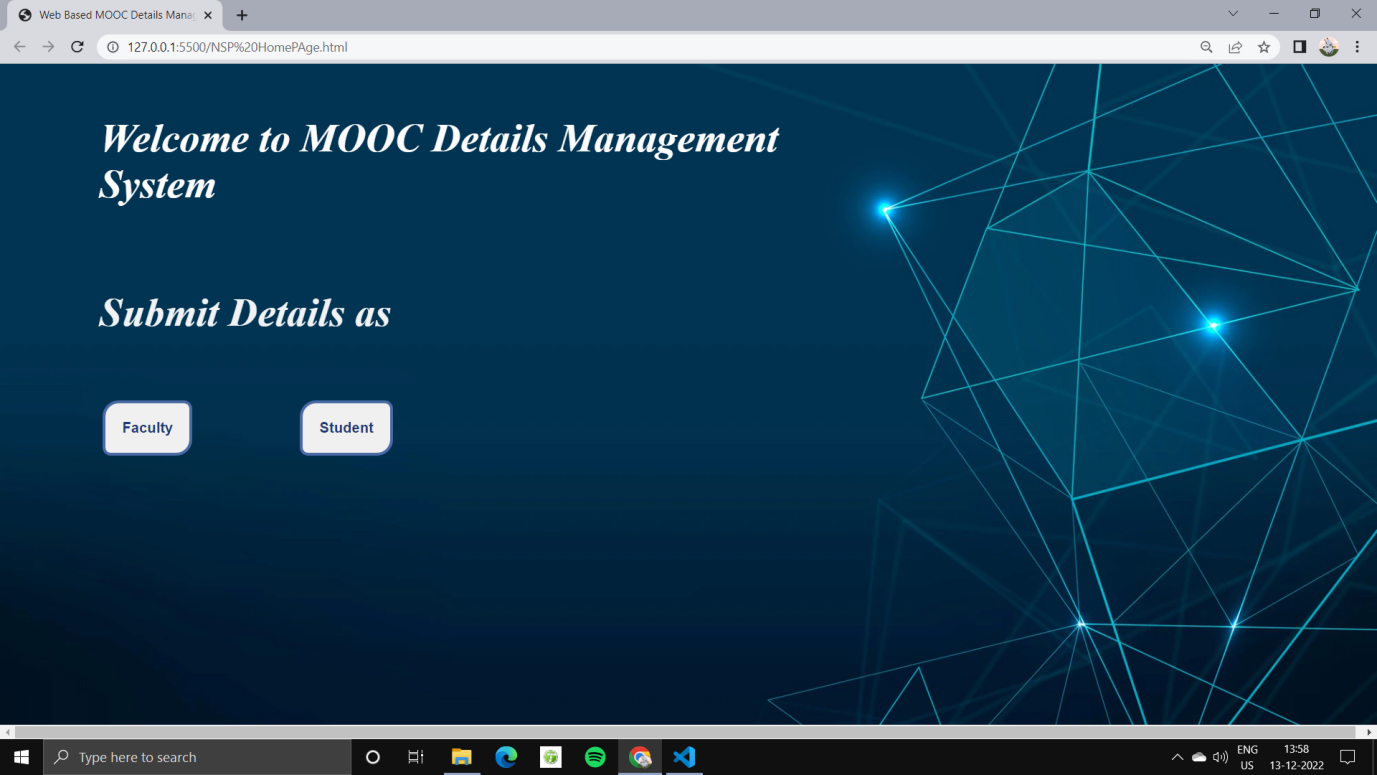 Web Based MOOC Details Manag
127.0.0.1:5500/NSP%20HomePAge.html
Welcome to MOOC Details Management
System
Submit Details as
Faculty Student
Type here to search
ENG
US
13:58
13-12-2022